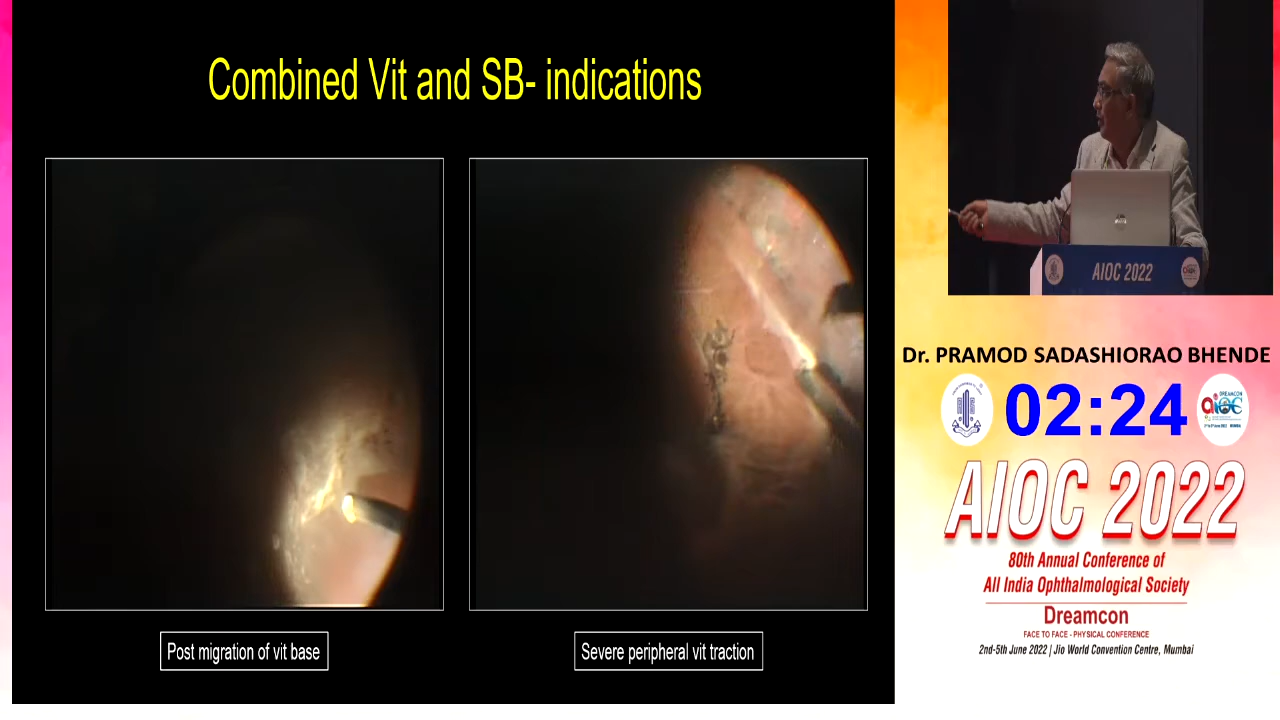 Combined Vit and SB- indications
Post migration of vit base
Severe peripheral vit traction
AIOC 2022
Dr. PRAMOD SADASHIORAO BHENDE
02:24
DREAMCON
AIOC 2022
80th Annual Conference of
All India Ophthalmological Society
Dreamcon
FACE TO FACE - PHYSICAL CONFERENCE
2nd-5th June 2022 | Jio World Convention Centre, Mumbai